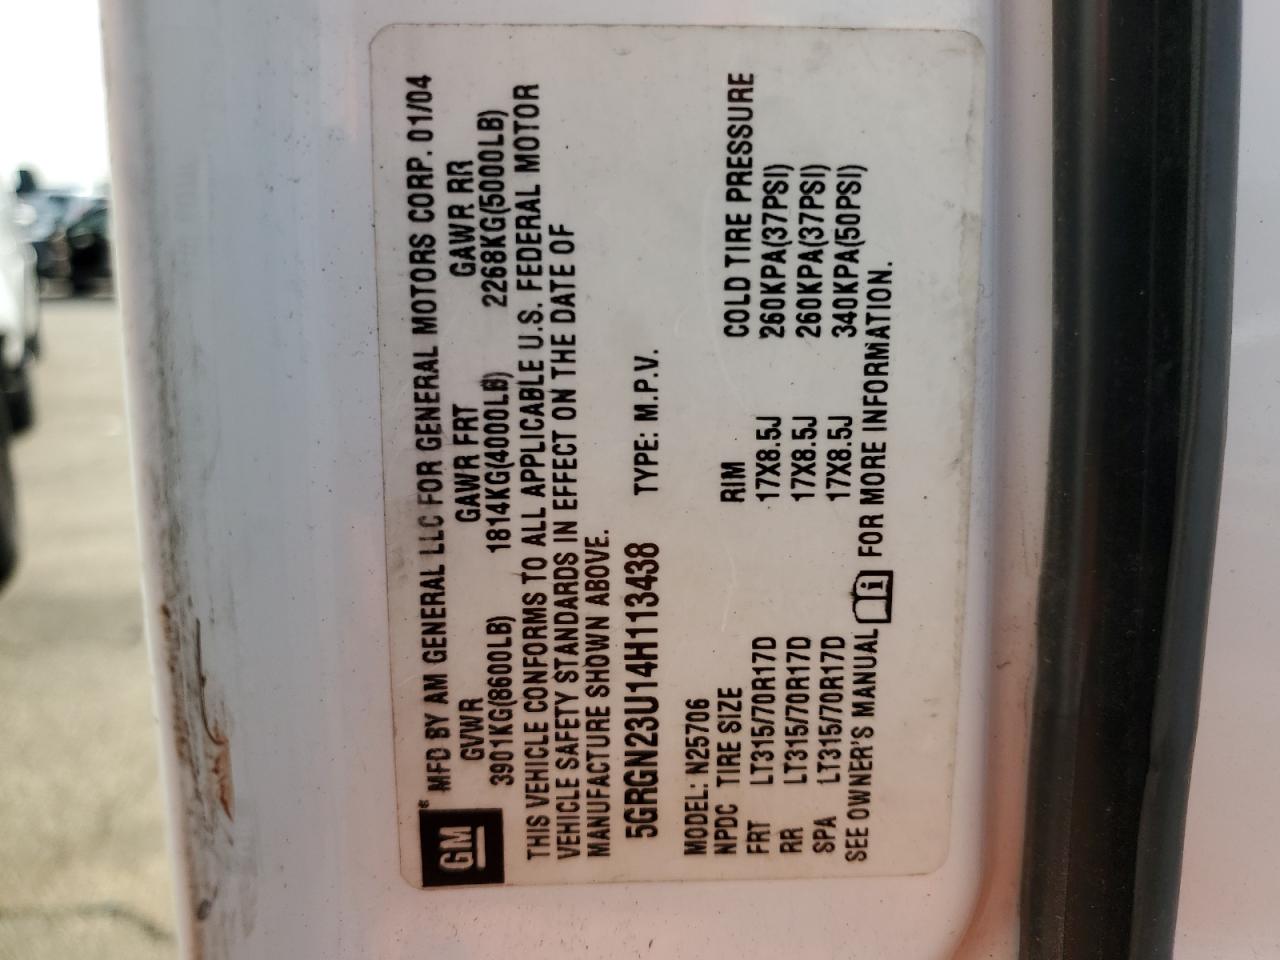 GM® MFD BY AM GENERAL LLC FOR GENERAL MOTORS CORP. 01/04
GVWR GAWR FRT GAWR RR
3901KG(8600LB) 1814KG(4000LB) 2268KG(5000LB)
THIS VEHICLE CONFORMS TO ALL APPLICABLE U.S. FEDERAL MOTOR
VEHICLE SAFETY STANDARDS IN EFFECT ON THE DATE OF
MANUFACTURE SHOWN ABOVE.
5GRGN23U14H113438 TYPE: M.P.V.
MODEL: N25706
NPDC TIRE SIZE RIM COLD TIRE PRESSURE
FRT LT315/70R17D 17X8.5J 260KPA(37PSI)
RR LT315/70R17D 17X8.5J 260KPA(37PSI)
SPA LT315/70R17D 17X8.5J 340KPA(50PSI)
SEE OWNER'S MANUAL i FOR MORE INFORMATION.